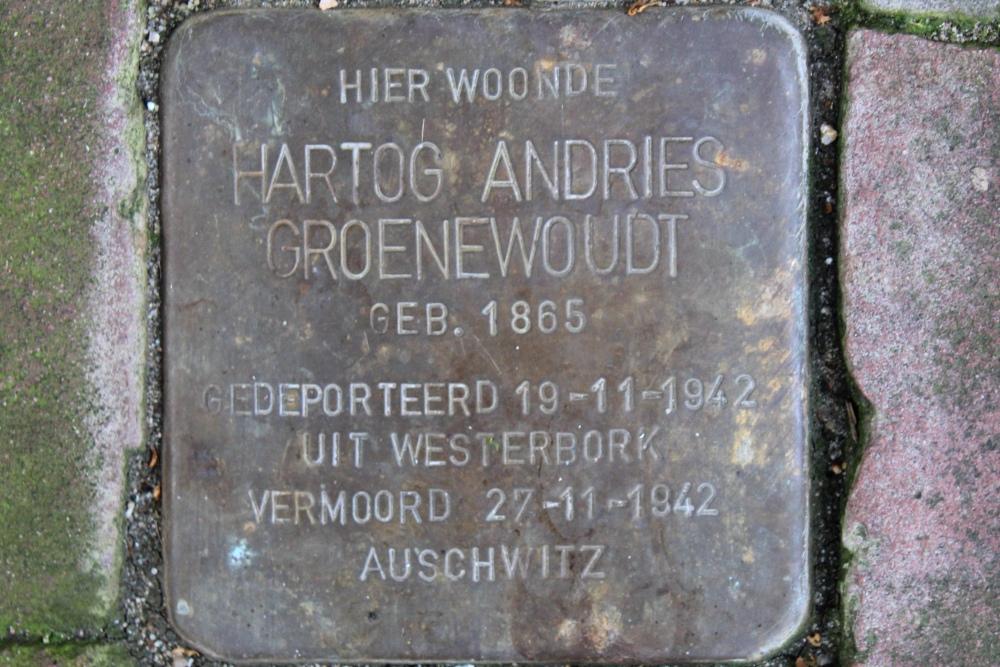 HIER WOONDE
HARTOG ANDRIES
GROENEWOUDT
GEB. 1865
GEDEPORTEERD 19-11-1942
UIT WESTERBORK
VERMOORD 27-11-1942
AUSCHWITZ